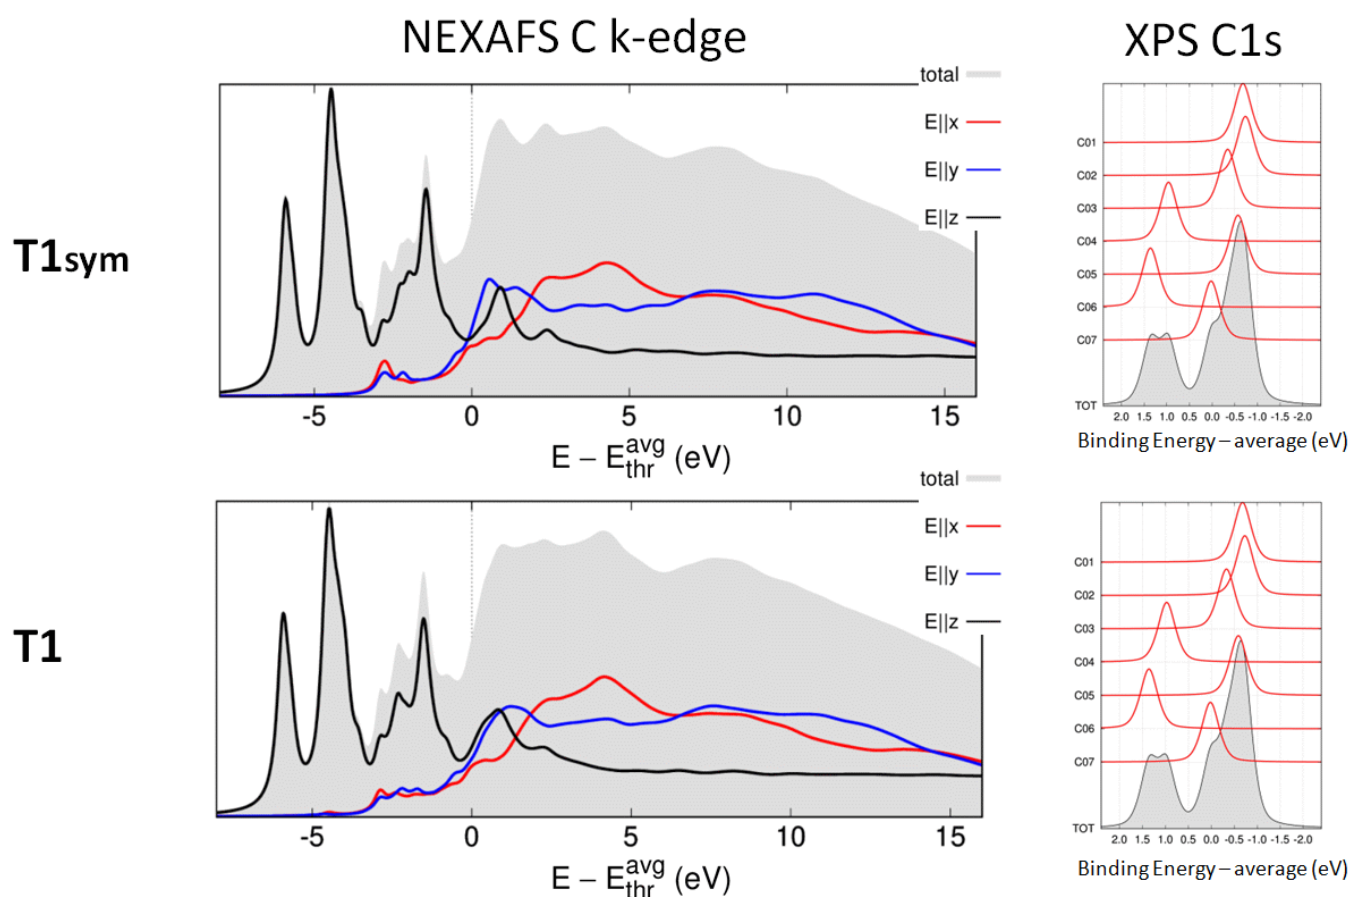 NEXAFS C k-edge
XPS C1s
T1sym
total
E||x
E||y
E||z
-5 0 5 10 15
E – E avg thr (eV)
C01
C02
C03
C04
C05
C06
C07
TOT
2.0 1.5 1.0 0.5 0.0 -0.5 -1.0 -1.5 -2.0
Binding Energy – average (eV)
T1
total
E||x
E||y
E||z
-5 0 5 10 15
E – E avg thr (eV)
C01
C02
C03
C04
C05
C06
C07
TOT
2.0 1.5 1.0 0.5 0.0 -0.5 -1.0 -1.5 -2.0
Binding Energy – average (eV)